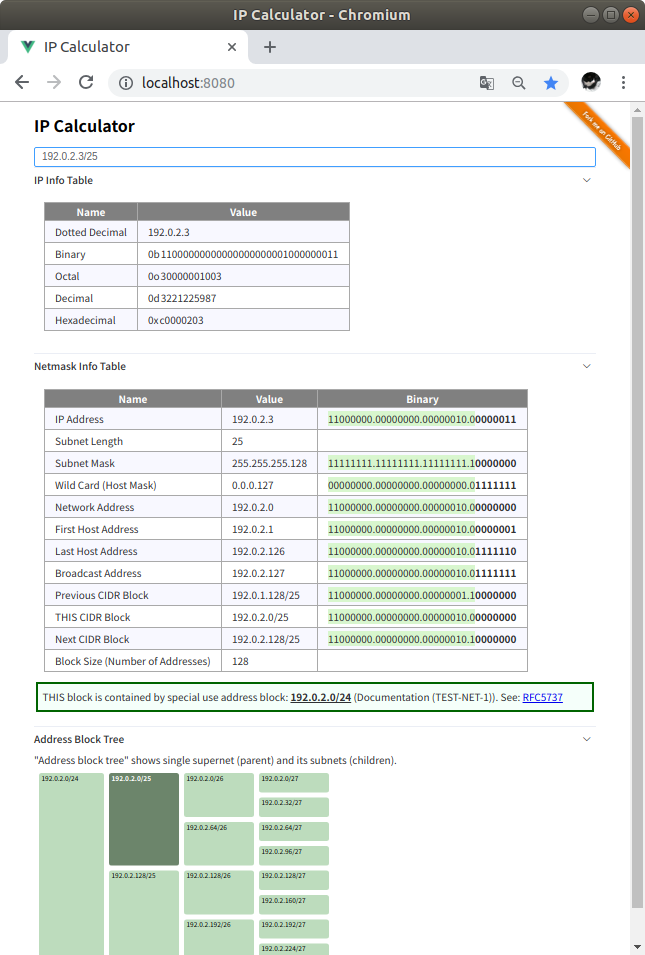 IP Calculator - Chromium
IP Calculator
localhost:8080
Fork me on GitHub
IP Calculator
192.0.2.3/25
IP Info Table
Name Value
Dotted Decimal 192.0.2.3
Binary 0b11000000000000000000001000000011
Octal 0o30000001003
Decimal 0d3221225987
Hexadecimal 0xc0000203
Netmask Info Table
Name Value Binary
IP Address 192.0.2.3 11000000.00000000.00000010.00000011
Subnet Length 25
Subnet Mask 255.255.255.128 11111111.11111111.11111111.10000000
Wild Card (Host Mask) 0.0.0.127 00000000.00000000.00000000.01111111
Network Address 192.0.2.0 11000000.00000000.00000010.00000000
First Host Address 192.0.2.1 11000000.00000000.00000010.00000001
Last Host Address 192.0.2.126 11000000.00000000.00000010.01111110
Broadcast Address 192.0.2.127 11000000.00000000.00000010.01111111
Previous CIDR Block 192.0.1.128/25 11000000.00000000.00000001.10000000
THIS CIDR Block 192.0.2.0/25 11000000.00000000.00000010.00000000
Next CIDR Block 192.0.2.128/25 11000000.00000000.00000010.10000000
Block Size (Number of Addresses) 128
THIS block is contained by special use address block: 192.0.2.0/24 (Documentation (TEST-NET-1)). See: RFC5737
Address Block Tree
"Address block tree" shows single supernet (parent) and its subnets (children).
192.0.2.0/24 192.0.2.0/25 192.0.2.0/26 192.0.2.0/27
192.0.2.32/27
192.0.2.64/26 192.0.2.64/27
192.0.2.96/27
192.0.2.128/25 192.0.2.128/26 192.0.2.128/27
192.0.2.160/27
192.0.2.192/26 192.0.2.192/27
192.0.2.224/27